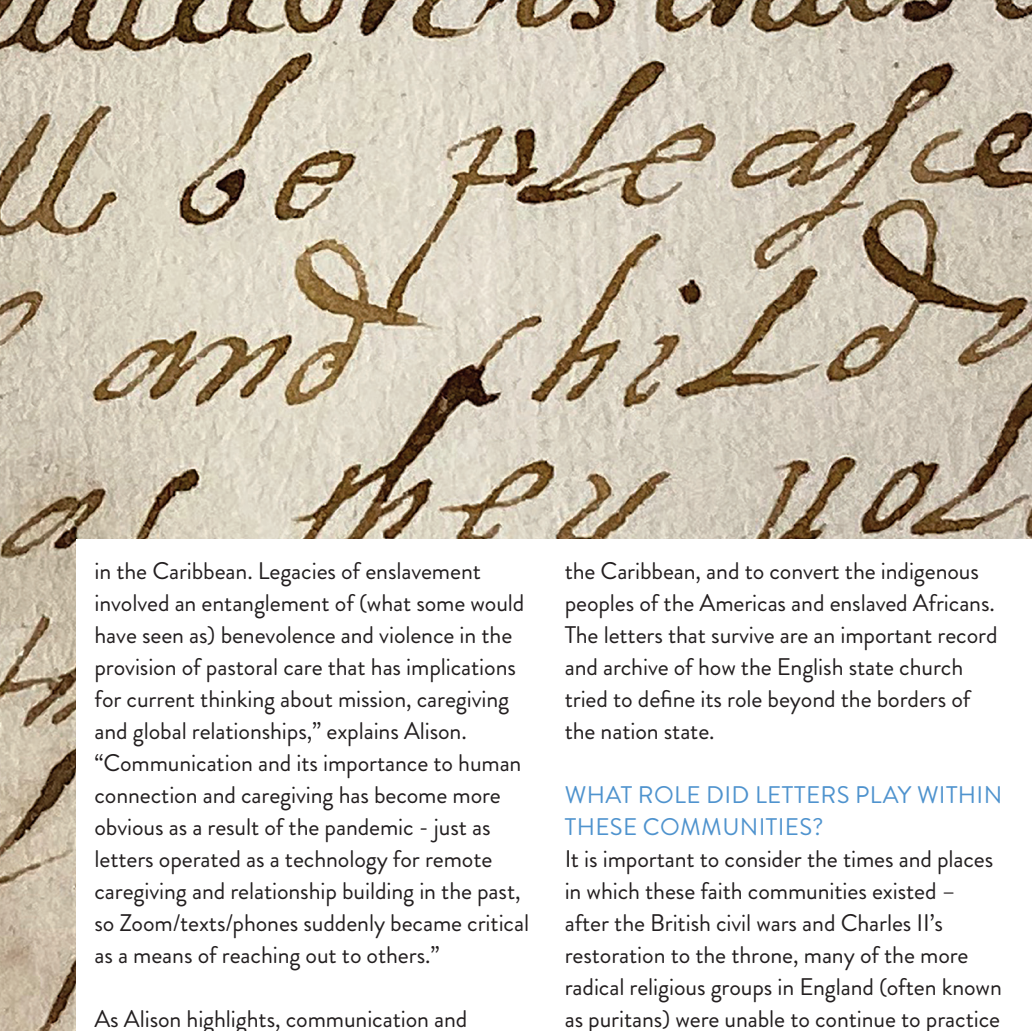 ll be please
and child
as they
in the Caribbean. Legacies of enslavement
involved an entanglement of (what some would
have seen as) benevolence and violence in the
provision of pastoral care that has implications
for current thinking about mission, caregiving
and global relationships,” explains Alison.
“Communication and its importance to human
connection and caregiving has become more
obvious as a result of the pandemic - just as
letters operated as a technology for remote
caregiving and relationship building in the past,
so Zoom/texts/phones suddenly became critical
as a means of reaching out to others.”
As Alison highlights, communication and
the Caribbean, and to convert the indigenous
peoples of the Americas and enslaved Africans.
The letters that survive are an important record
and archive of how the English state church
tried to define its role beyond the borders of
the nation state.
WHAT ROLE DID LETTERS PLAY WITHIN
THESE COMMUNITIES?
It is important to consider the times and places
in which these faith communities existed –
after the British civil wars and Charles II’s
restoration to the throne, many of the more
radical religious groups in England (often known
as puritans) were unable to continue to practice